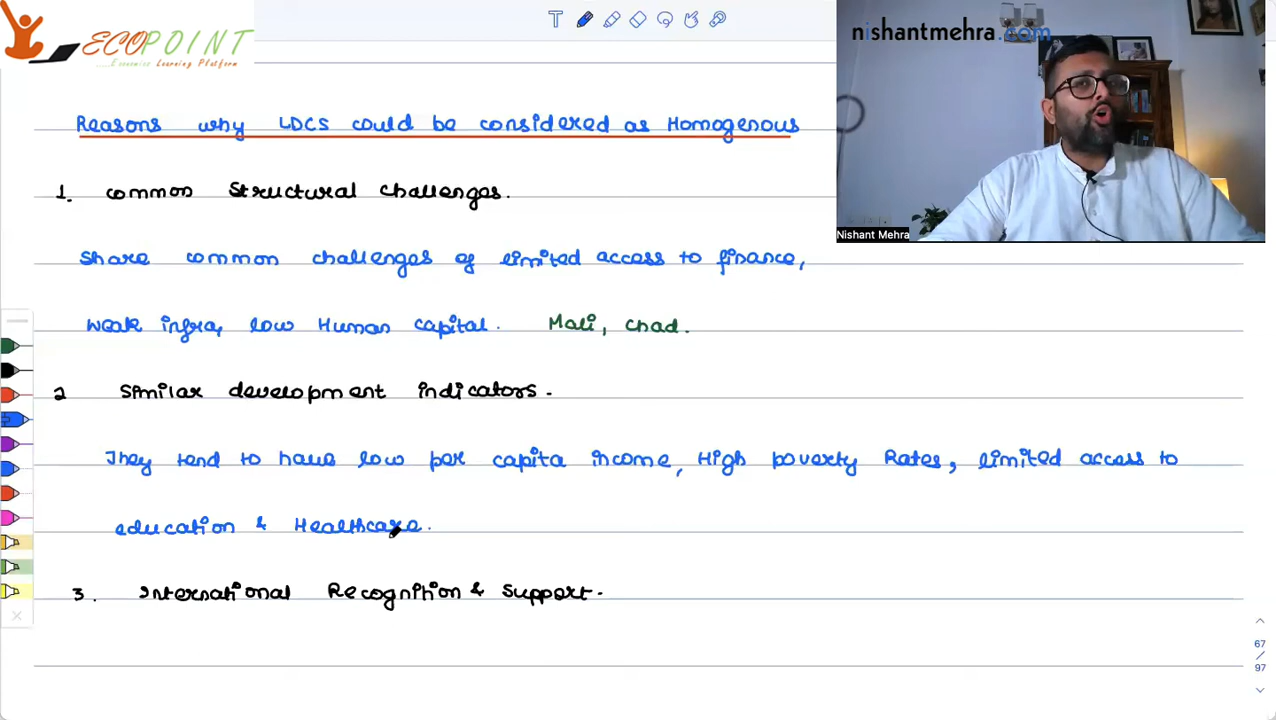 ECOPOINT
.....Economics Learning Platform
nishantmehra.com
Nishant Mehra
Reasons why LDCS could be considered as Homogenous
1. common Structural challenges.
share common challenges of limited access to finance,
weak infra, low Human capital. Mali, chad.
2 Similar development indicators.
They tend to have low per capita income, High poverty Rates, limited access to
education & Healthcare.
3. International Recognition & Support.
67
/
97